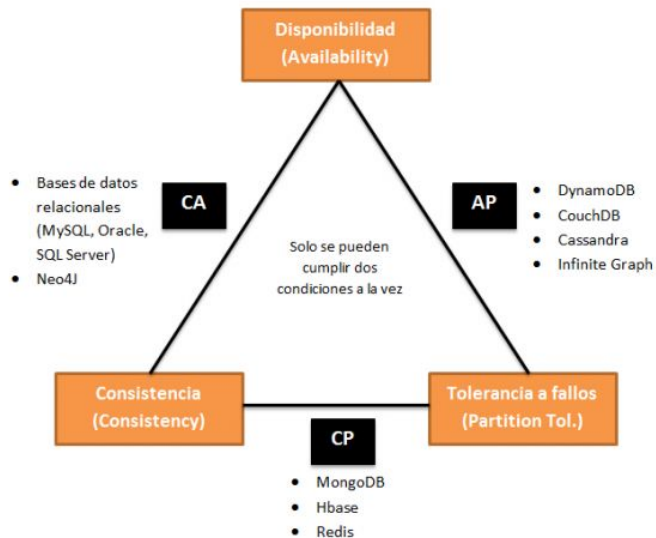 Disponibilidad
(Availability)
• Bases de datos
relacionales
(MySQL, Oracle,
SQL Server)
• Neo4J
CA
AP
• DynamoDB
• CouchDB
• Cassandra
• Infinite Graph
Solo se pueden
cumplir dos
condiciones a la vez
Consistencia
(Consistency)
Tolerancia a fallos
(Partition Tol.)
CP
• MongoDB
• Hbase
• Redis